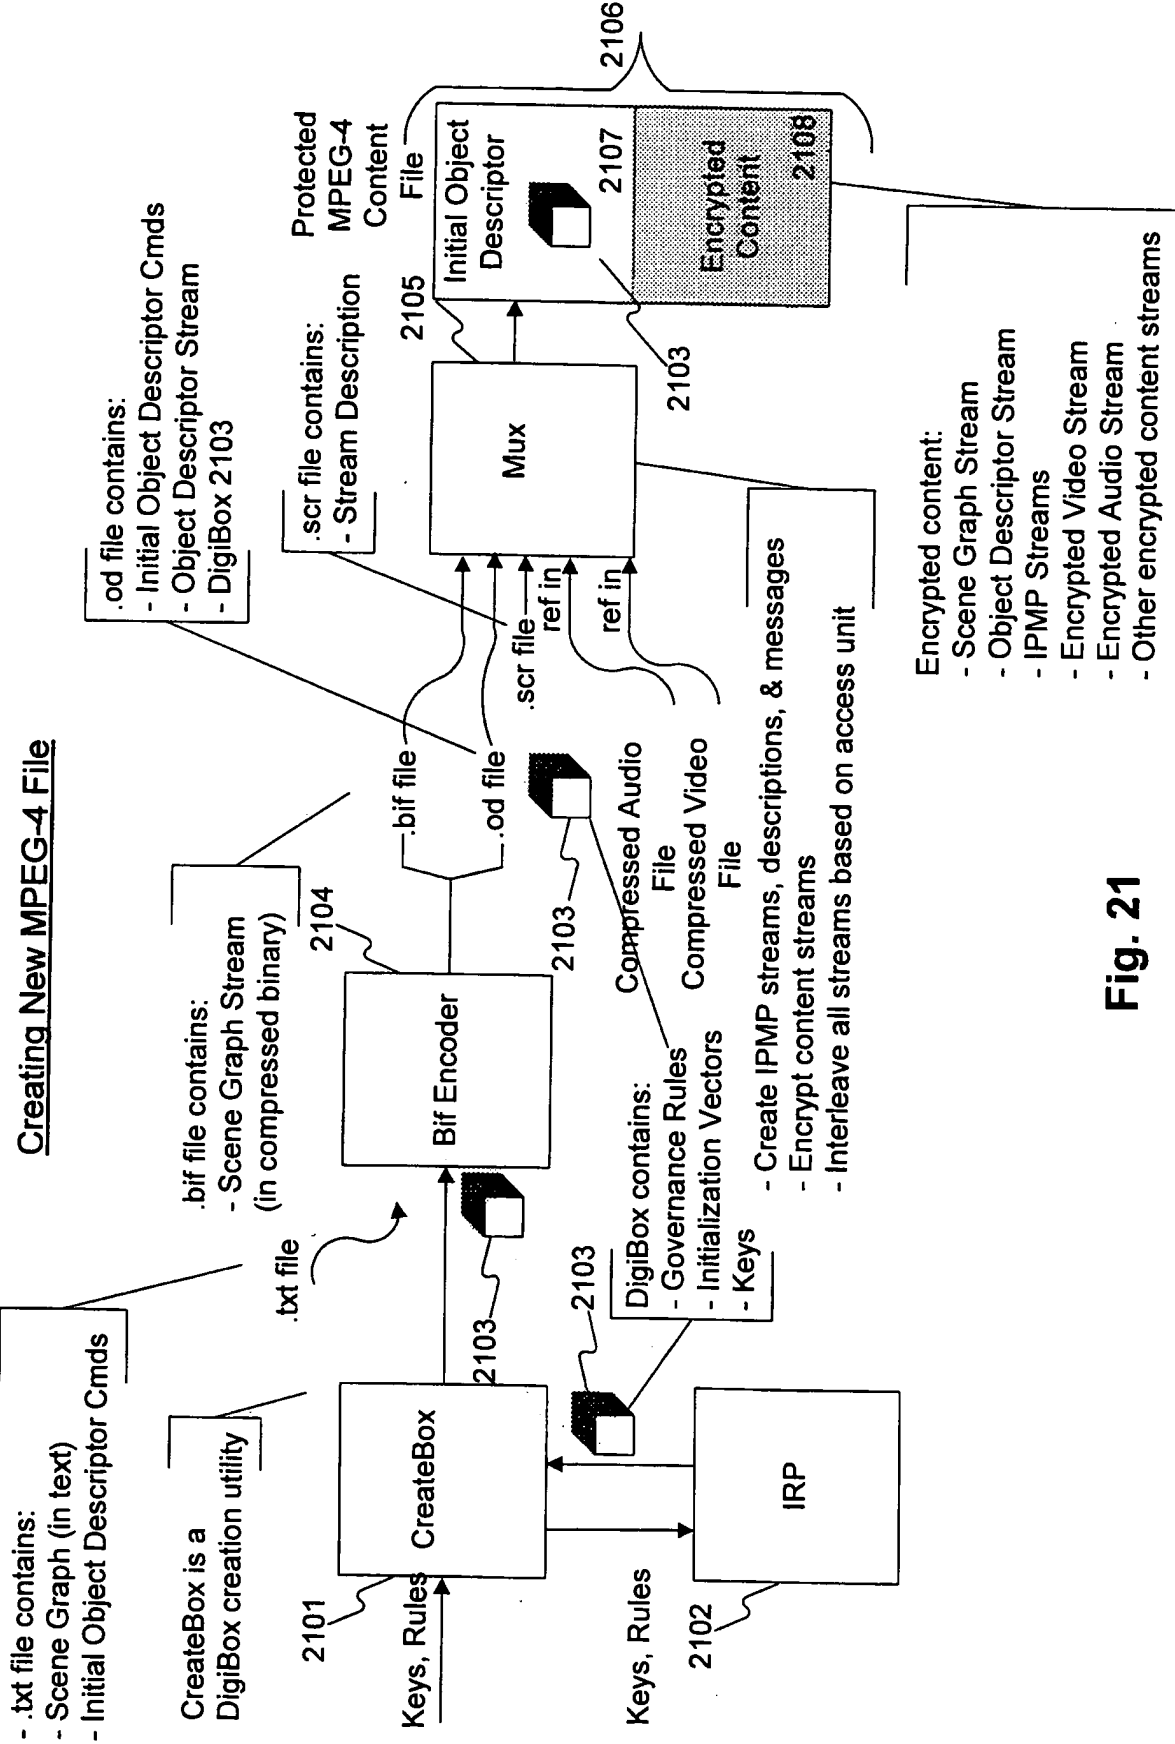 Creating New MPEG-4 File
- .txt file contains:
- Scene Graph (in text)
- Initial Object Descriptor Cmds
CreateBox is a
DigiBox creation utility
.bif file contains:
- Scene Graph Stream
(in compressed binary)
.od file contains:
- Initial Object Descriptor Cmds
- Object Descriptor Stream
- DigiBox 2103
.scr file contains:
- Stream Description
Protected
MPEG-4
Content
File
2106
2101
Keys, Rules
CreateBox
.txt file
2103
2104
Bif Encoder
.bif file
.od file
2103
.scr file
ref in
ref in
Compressed Audio
File
Compressed Video
File
2105
Mux
Initial Object
Descriptor
2107
2103
Encrypted
Content
2108
Keys, Rules
2102
IRP
2103
DigiBox contains:
- Governance Rules
- Initialization Vectors
- Keys
- Create IPMP streams, descriptions, & messages
- Encrypt content streams
- Interleave all streams based on access unit
Encrypted content:
- Scene Graph Stream
- Object Descriptor Stream
- IPMP Streams
- Encrypted Video Stream
- Encrypted Audio Stream
- Other encrypted content streams
Fig. 21